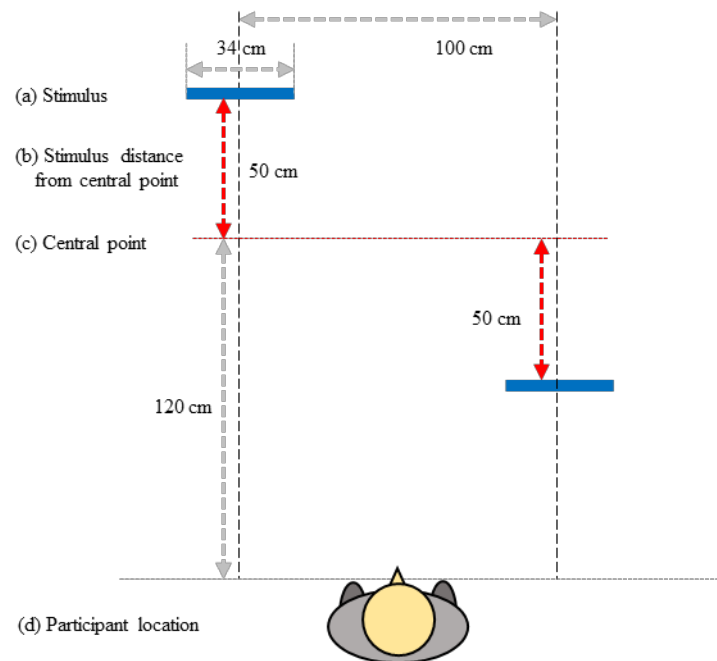 34 cm
100 cm
(a) Stimulus
(b) Stimulus distance
from central point
50 cm
(c) Central point
50 cm
120 cm
(d) Participant location